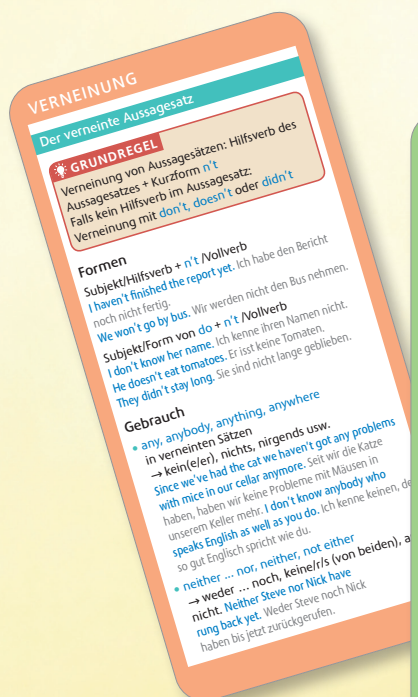 VERNEINUNG
Der verneinte Aussagesatz
GRUNDREGEL
Verneinung von Aussagesätzen: Hilfsverb des
Aussagesatzes + Kurzform n't
Falls kein Hilfsverb im Aussagesatz:
Verneinung mit don't, doesn't oder didn't
Formen
Subjekt/Hilfsverb + n't /Vollverb
I haven't finished the report yet. Ich habe den Bericht
noch nicht fertig.
We won't go by bus. Wir werden nicht den Bus nehmen.
Subjekt/Form von do + n't /Vollverb
I don't know her name. Ich kenne ihren Namen nicht.
He doesn't eat tomatoes. Er isst keine Tomaten.
They didn't stay long. Sie sind nicht lange geblieben.
Gebrauch
• any, anybody, anything, anywhere
in verneinten Sätzen
→ kein(e/er), nichts, nirgends usw.
Since we've had the cat we haven't got any problems
with mice in our cellar anymore. Seit wir die Katze
haben, haben wir keine Probleme mit Mäusen in
unserem Keller mehr. I don't know anybody who
speaks English as well as you do. Ich kenne keinen,
so gut Englisch spricht wie du.
• neither ... nor, neither, not either
→ weder ... noch, keine/r/s (von beiden),
nicht. Neither Steve nor Nick have
rung back yet. Weder Steve noch Nick
haben bis jetzt zurückgerufen.